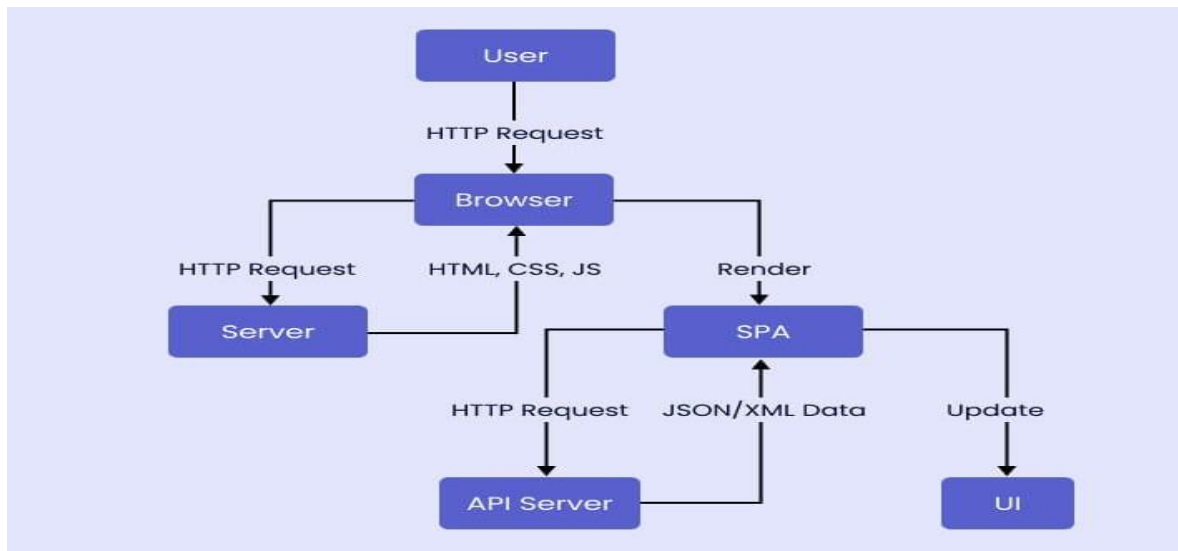 User
HTTP Request
Browser
HTTP Request
HTML, CSS, JS
Render
Server
SPA
HTTP Request
JSON/XML Data
Update
API Server
UI